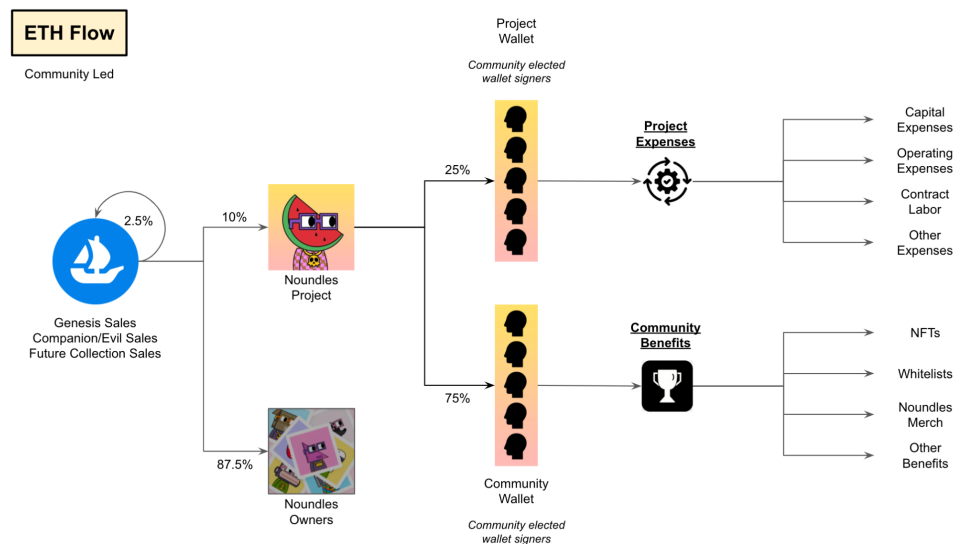 ETH Flow
Community Led
2.5%
Genesis Sales
Companion/Evil Sales
Future Collection Sales
10%
Noundles
Project
87.5%
Noundles
Owners
25%
Project
Wallet
Community elected
wallet signers
Project
Expenses
Capital
Expenses
Operating
Expenses
Contract
Labor
Other
Expenses
75%
Community
Wallet
Community elected
wallet signers
Community
Benefits
NFTs
Whitelists
Noundles
Merch
Other
Benefits